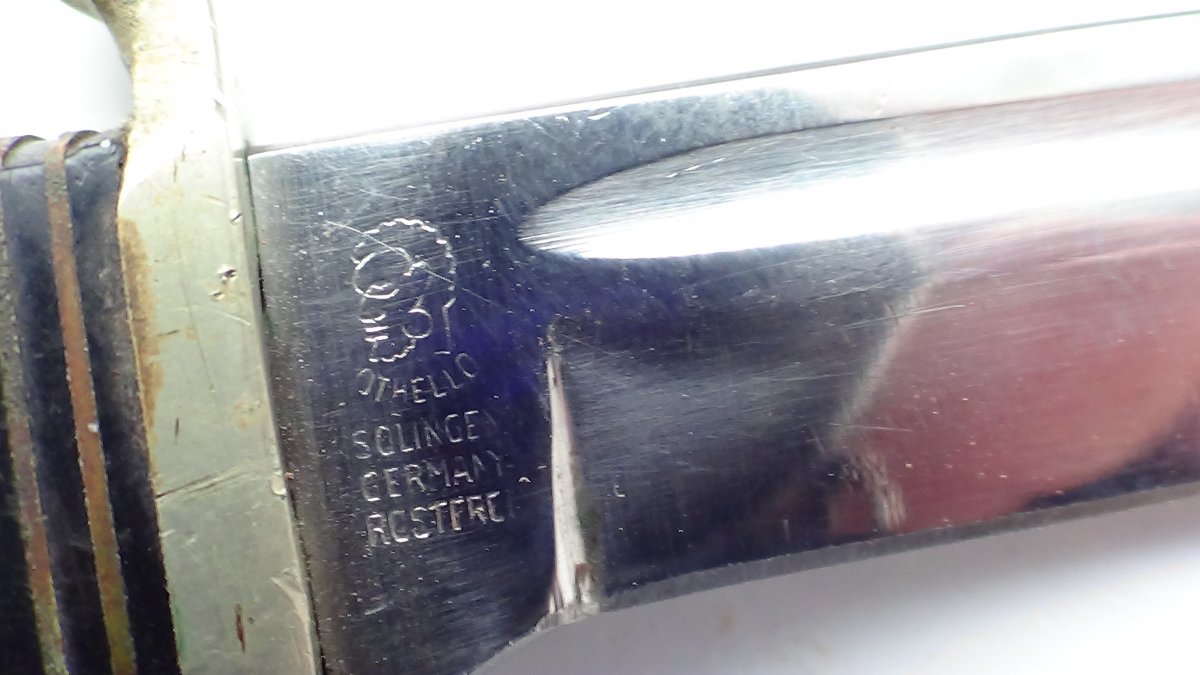 OTHELLO
SOLINGEN
GERMANY
ROSTFREI